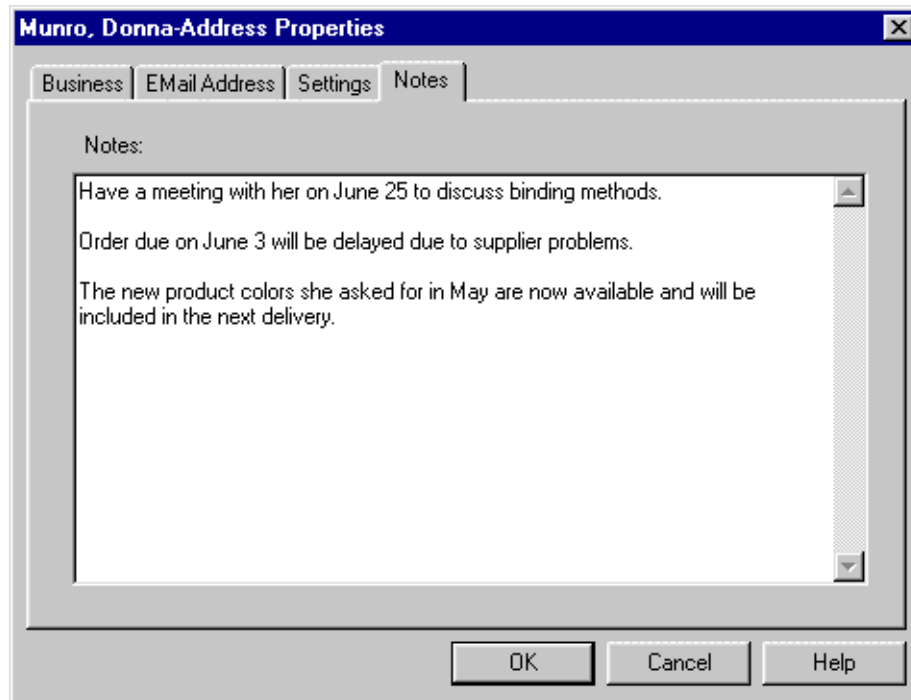 Munro, Donna-Address Properties
Business EMail Address Settings Notes
Notes:
Have a meeting with her on June 25 to discuss binding methods.
Order due on June 3 will be delayed due to supplier problems.
The new product colors she asked for in May are now available and will be
included in the next delivery.
OK Cancel Help